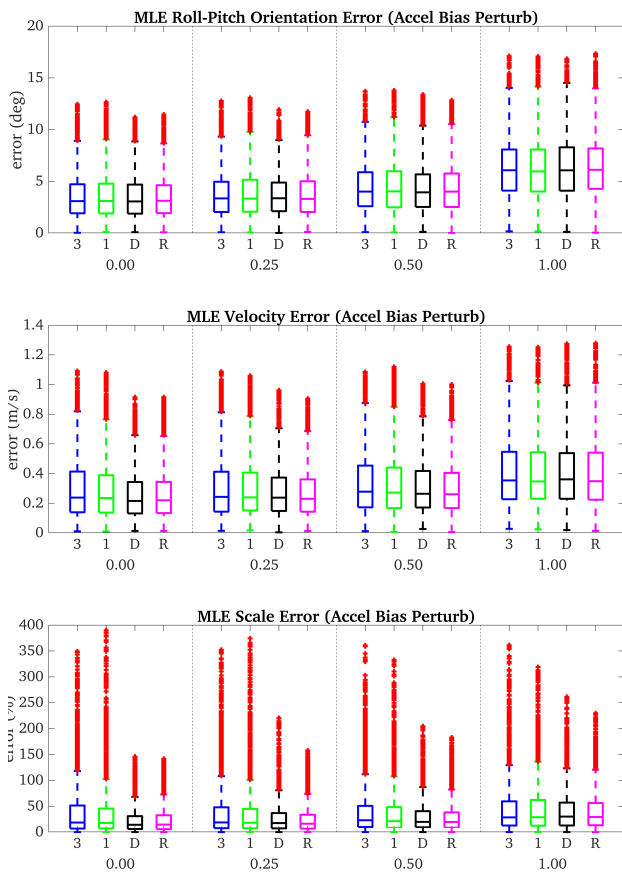 MLE Roll-Pitch Orientation Error (Accel Bias Perturb)
20
15
10
5
0
error (deg)
3 1 D R 3 1 D R 3 1 D R 3 1 D R
0.00 0.25 0.50 1.00
MLE Velocity Error (Accel Bias Perturb)
1.4
1.2
1
0.8
0.6
0.4
0.2
0
error (m/s)
3 1 D R 3 1 D R 3 1 D R 3 1 D R
0.00 0.25 0.50 1.00
MLE Scale Error (Accel Bias Perturb)
400
350
300
250
200
150
100
50
0
error (%)
3 1 D R 3 1 D R 3 1 D R 3 1 D R
0.00 0.25 0.50 1.00